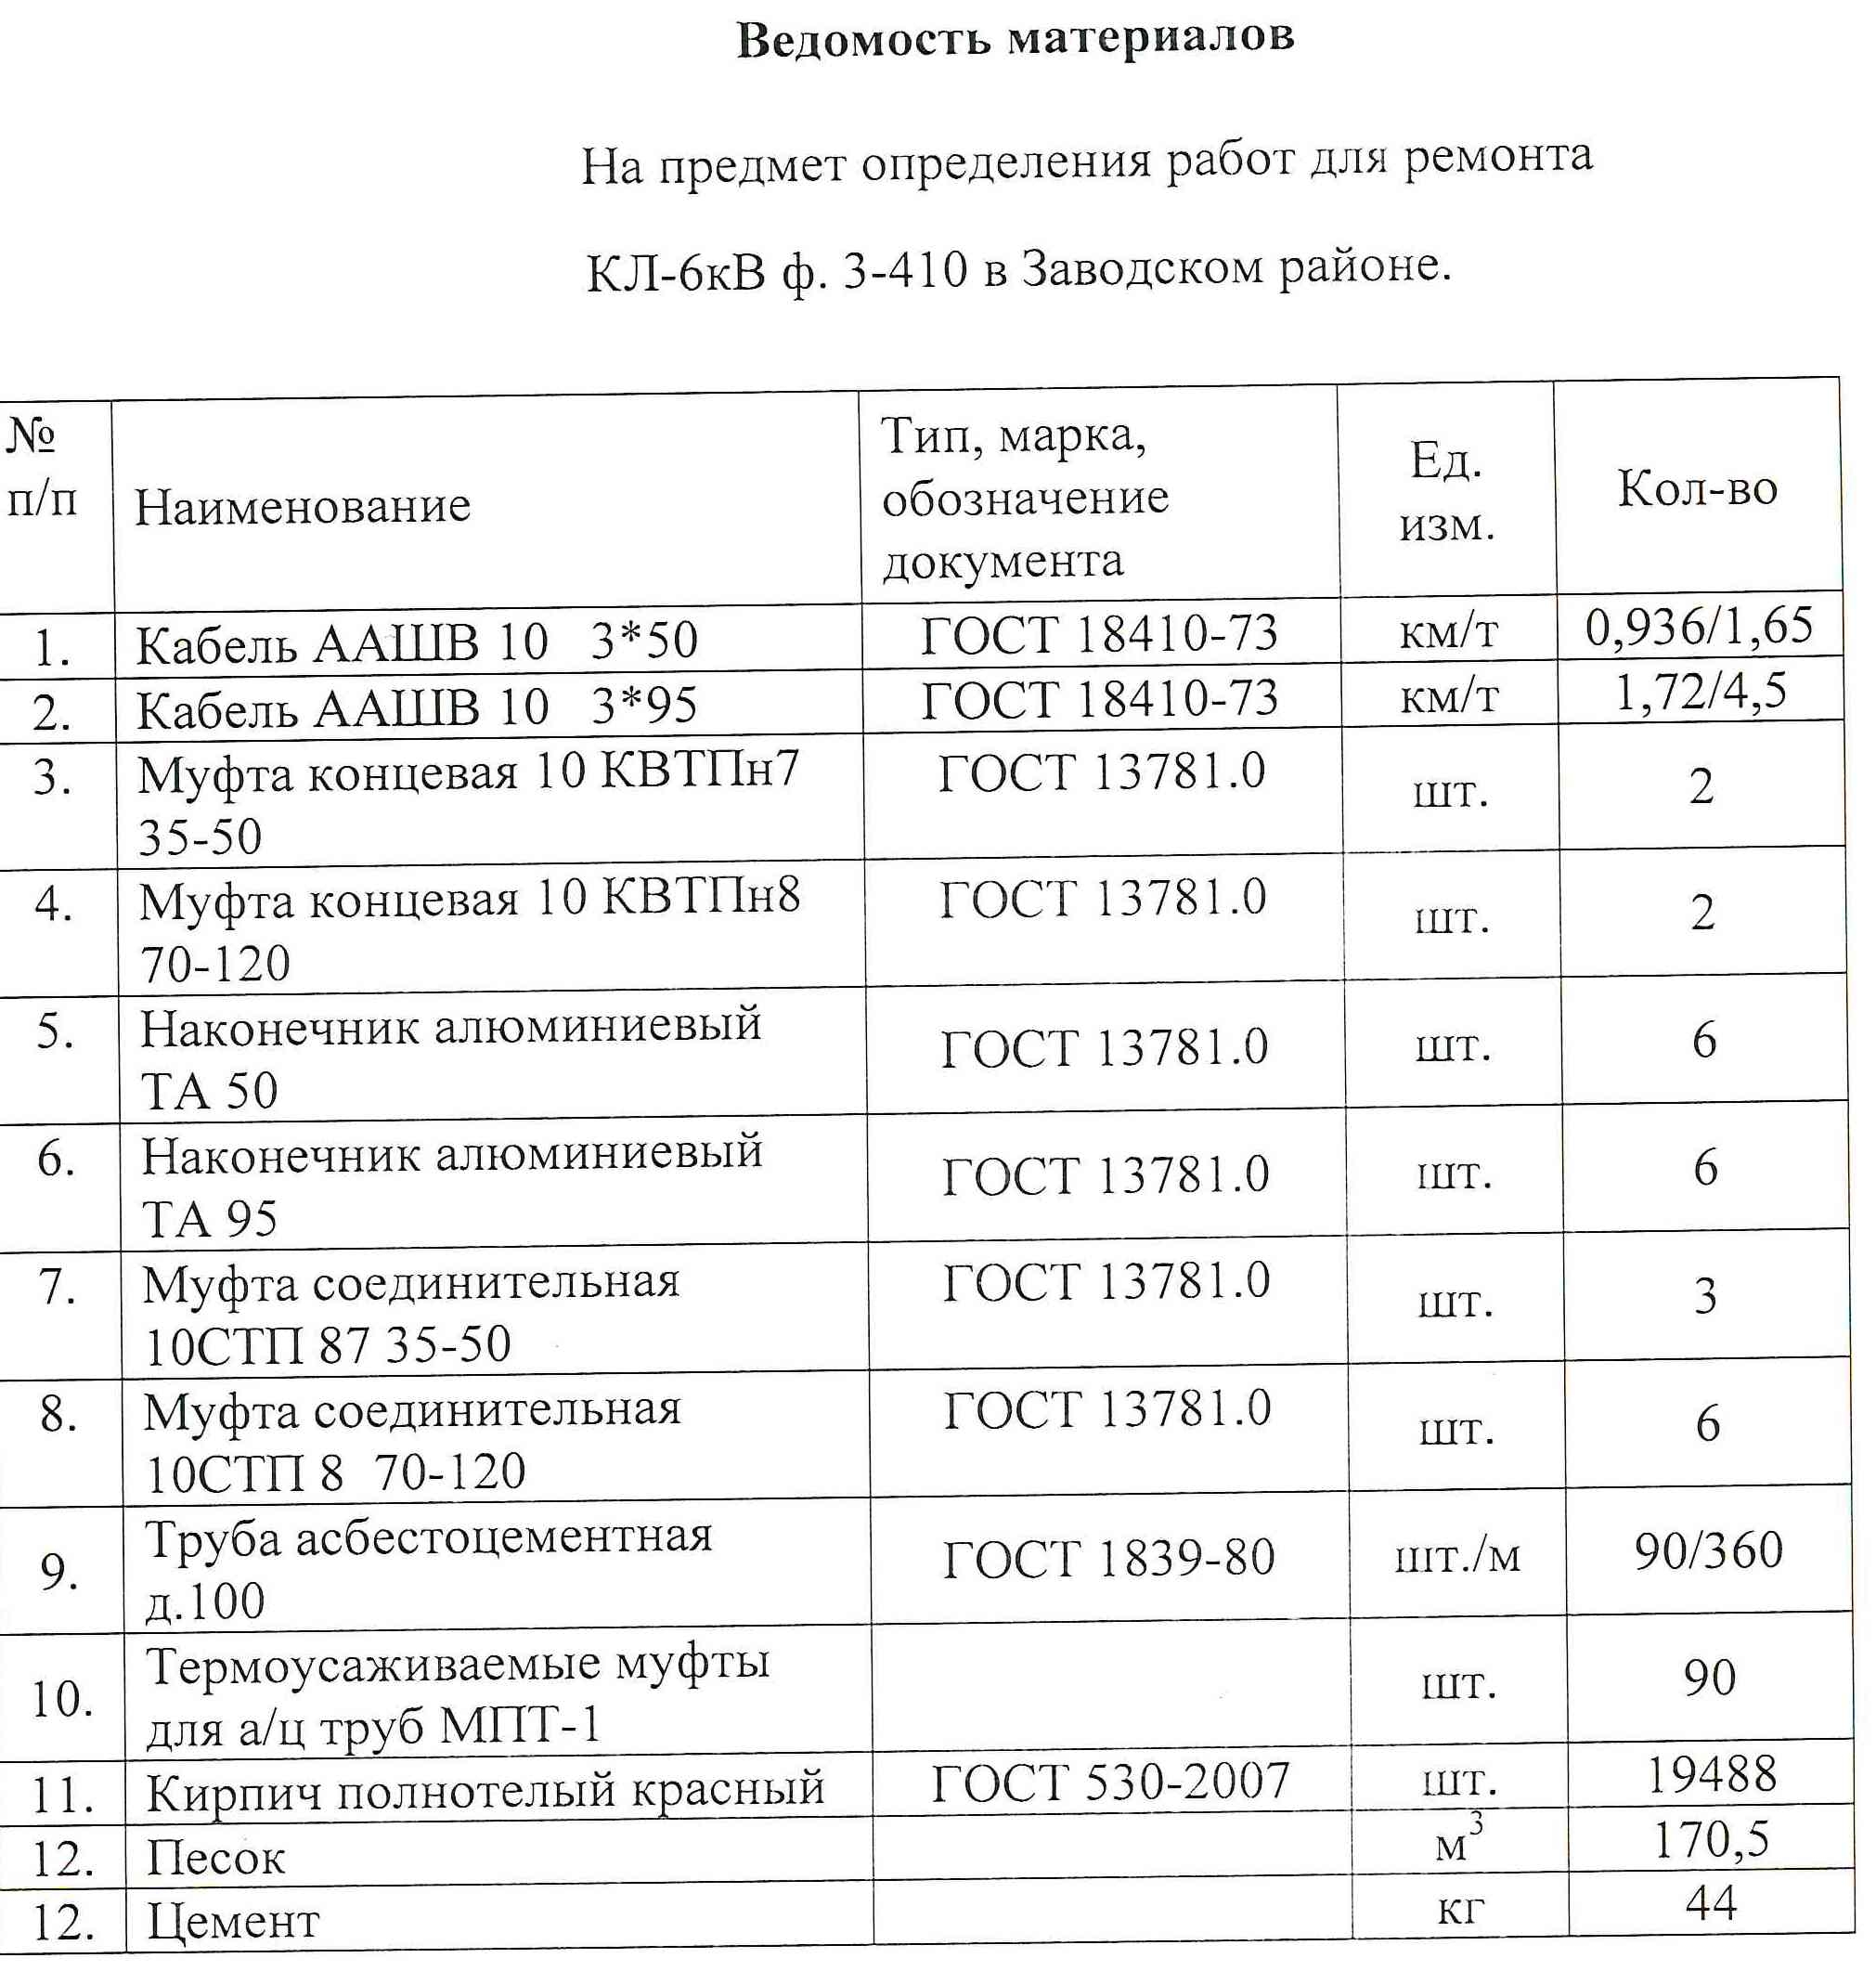 Ведомость материалов
На предмет определения работ для ремонта
КЛ-6кВ ф. 3-410 в Заводском районе.
№ п/п Наименование Тип, марка, обозначение документа Ед. изм. Кол-во
1. Кабель ААШВ 10 3*50 ГОСТ 18410-73 км/т 0,936/1,65
2. Кабель ААШВ 10 3*95 ГОСТ 18410-73 км/т 1,72/4,5
3. Муфта концевая 10 КВТПн7 ГОСТ 13781.0 шт. 2
35-50
4. Муфта концевая 10 КВТПн8 ГОСТ 13781.0 шт. 2
70-120
5. Наконечник алюминиевый ГОСТ 13781.0 шт. 6
ТА 50
6. Наконечник алюминиевый ГОСТ 13781.0 шт. 6
ТА 95
7. Муфта соединительная ГОСТ 13781.0 шт. 3
10СТП 87 35-50
8. Муфта соединительная ГОСТ 13781.0 шт. 6
10СТП 8 70-120
9. Труба асбестоцементная ГОСТ 1839-80 шт./м 90/360
д.100
10. Термоусаживаемые муфты шт. 90
для а/ц труб МПТ-1
11. Кирпич полнотелый красный ГОСТ 530-2007 шт. 19488
12. Песок м³ 170,5
12. Цемент кг 44